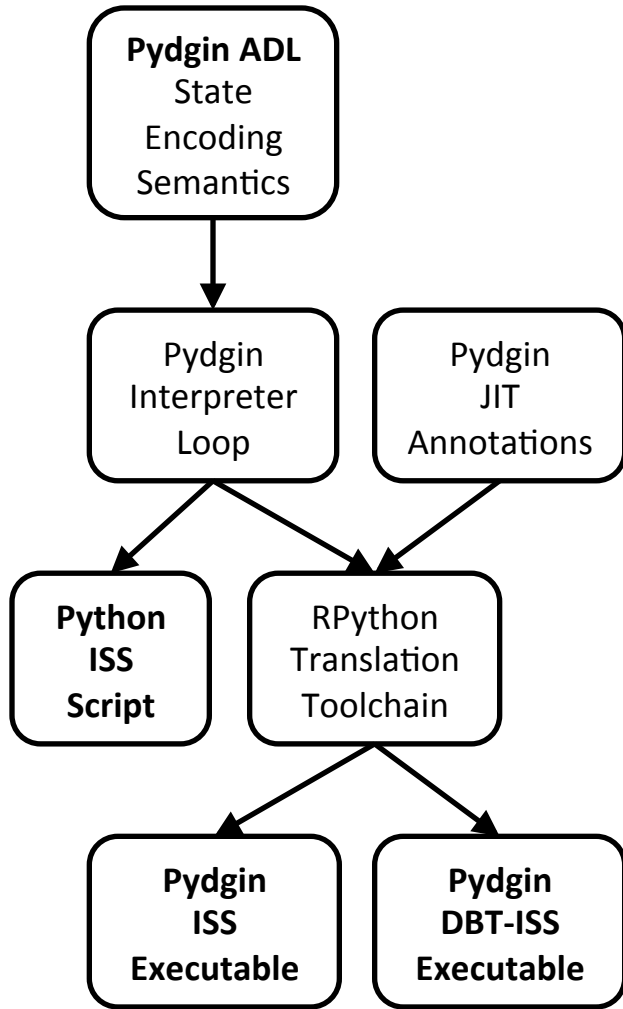 Pydgin ADL
State
Encoding
Semantics
Pydgin
Interpreter
Loop
Pydgin
JIT
Annotations
Python
ISS
Script
RPython
Translation
Toolchain
Pydgin
ISS
Executable
Pydgin
DBT-ISS
Executable